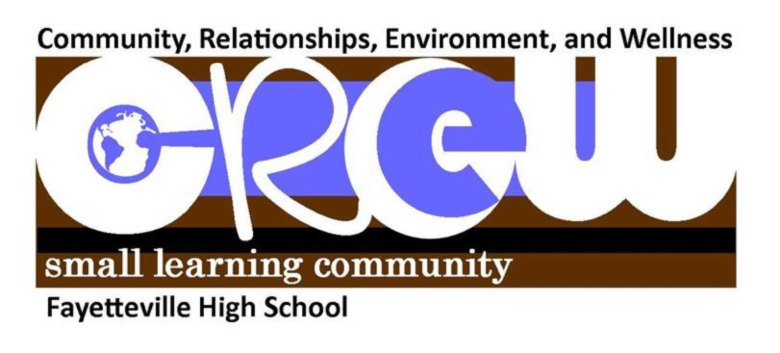 Community, Relationships, Environment, and Wellness
CREW
small learning community
Fayetteville High School